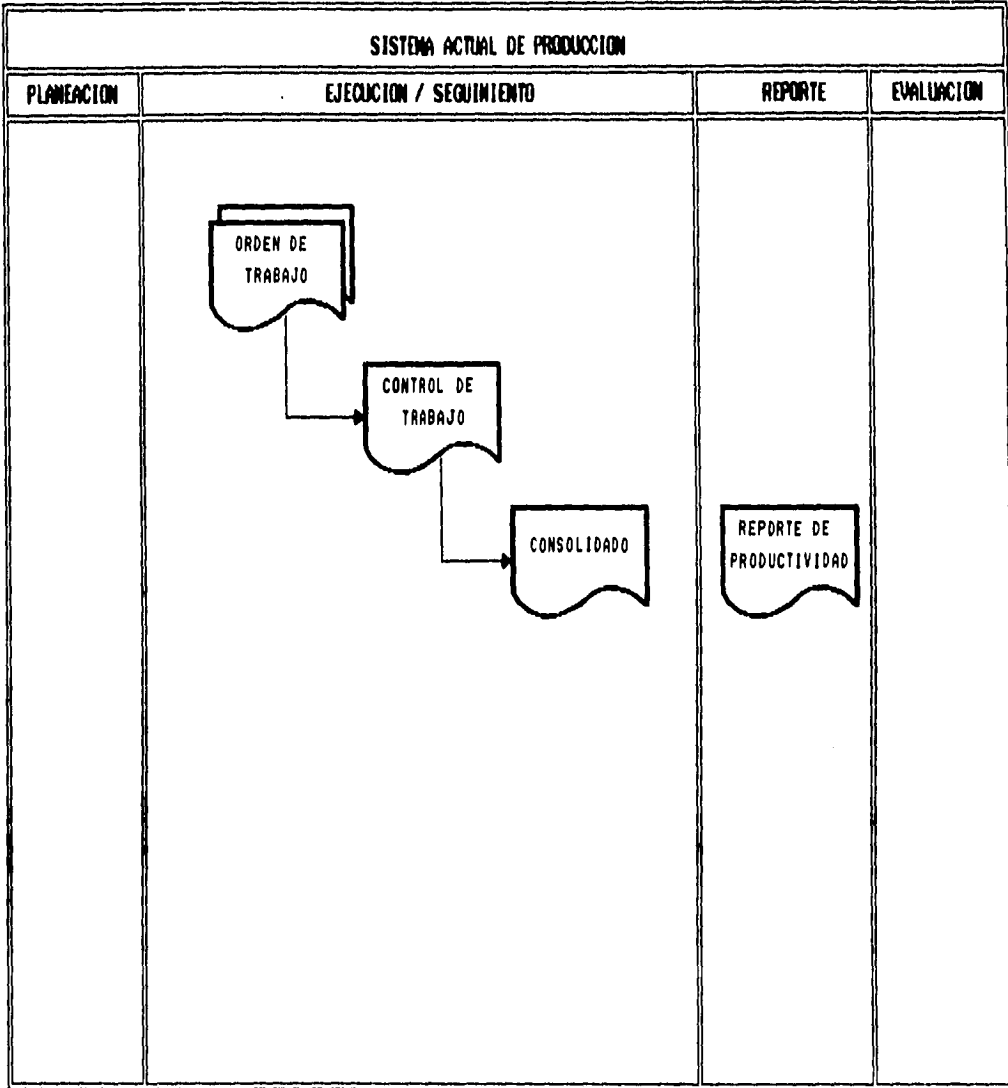 SISTEMA ACTUAL DE PRODUCCION
PLANEACION
EJECUCION / SEGUIMIENTO
REPORTE
EVALUACION
ORDEN DE
TRABAJO
CONTROL DE
TRABAJO
CONSOLIDADO
REPORTE DE
PRODUCTIVIDAD